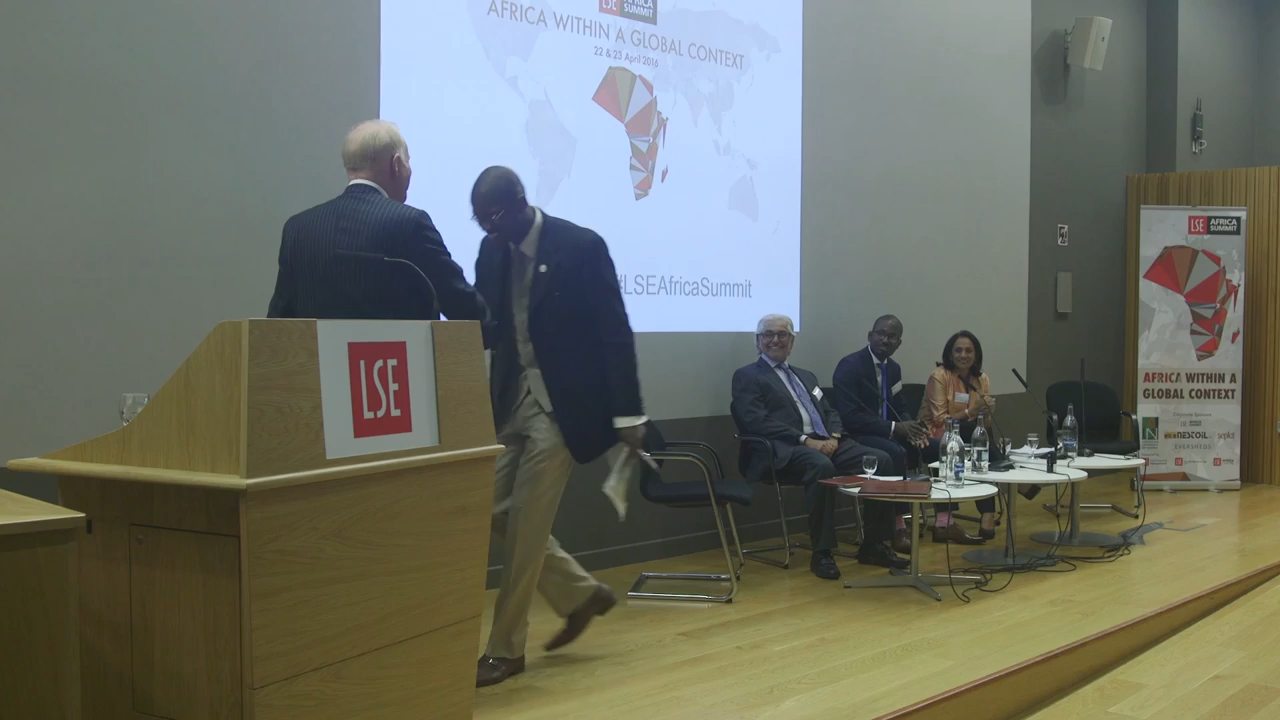 LSE AFRICA
SUMMIT
AFRICA WITHIN A GLOBAL CONTEXT
22 & 23 April 2016
#LSEAfricaSummit
LSE
LSE AFRICA
SUMMIT
AFRICA WITHIN A
GLOBAL CONTEXT
NESTOIL
EVERSHEDS